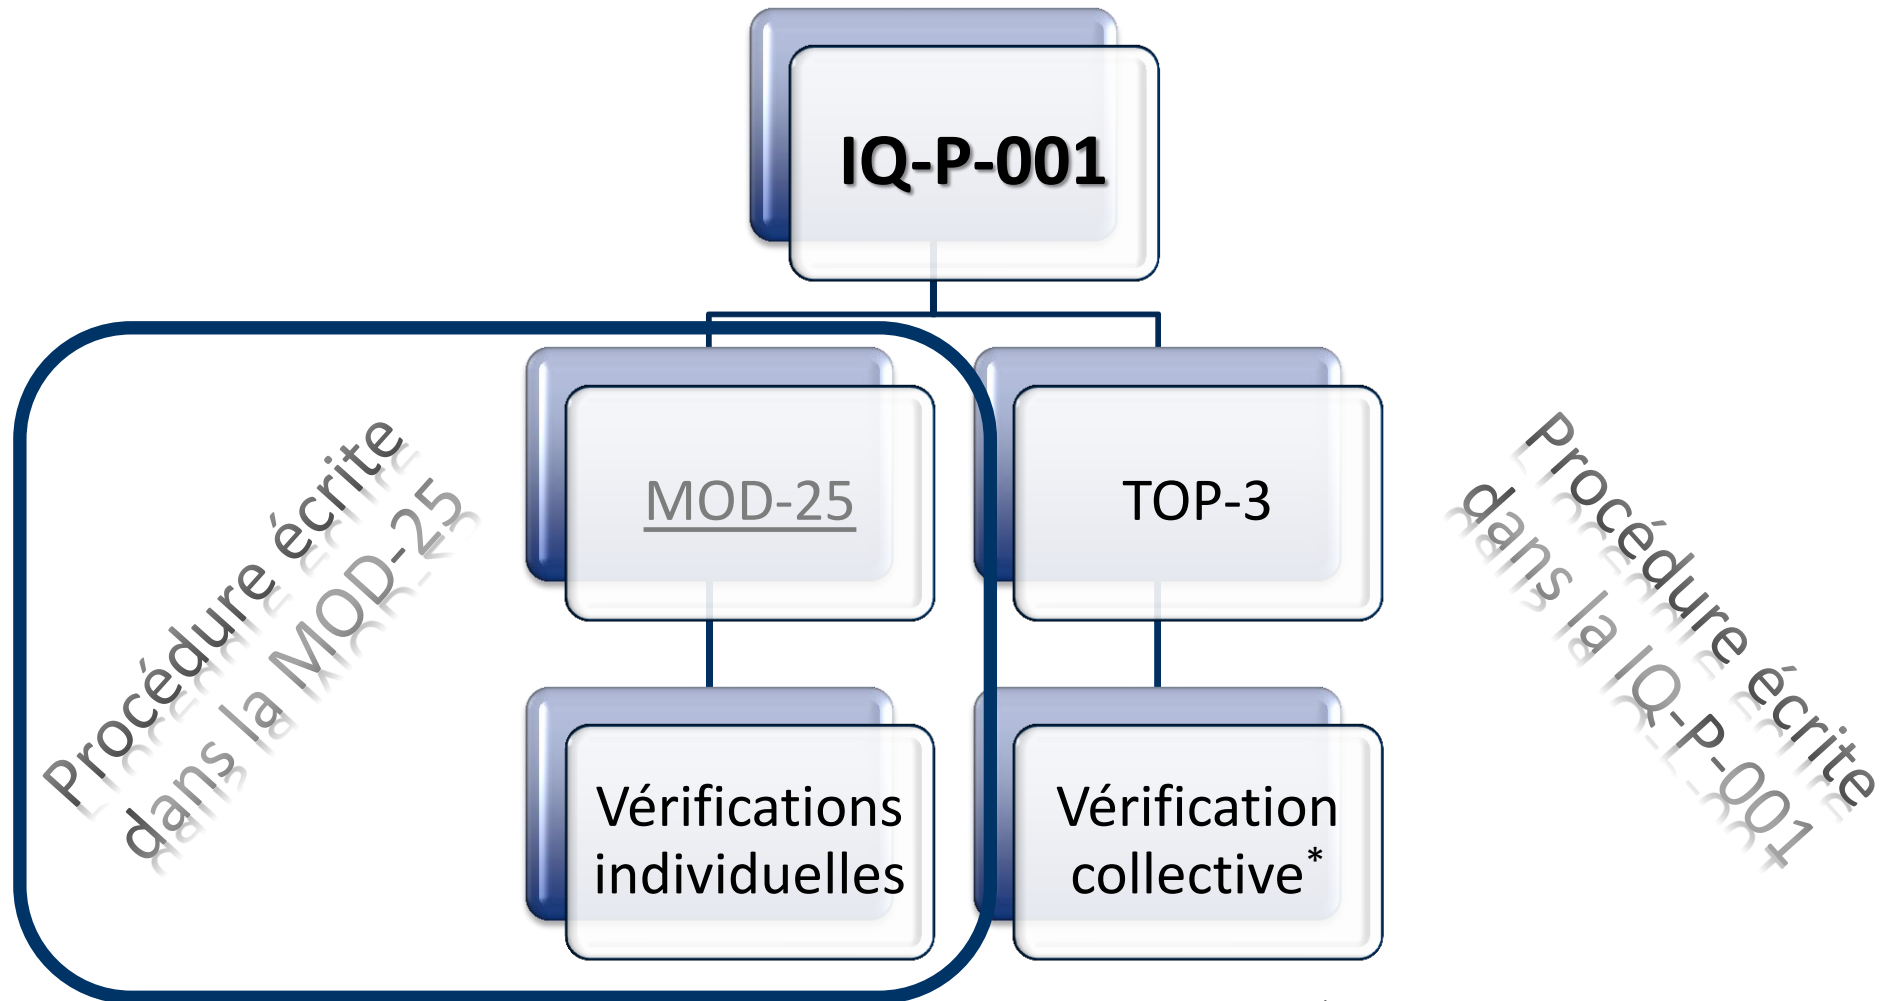 IQ-P-001
Procédure écrite
dans la MOD-25
MOD-25
TOP-3
Procédure écrite
dans la IQ-P-001
Vérifications
individuelles
Vérification
collective*